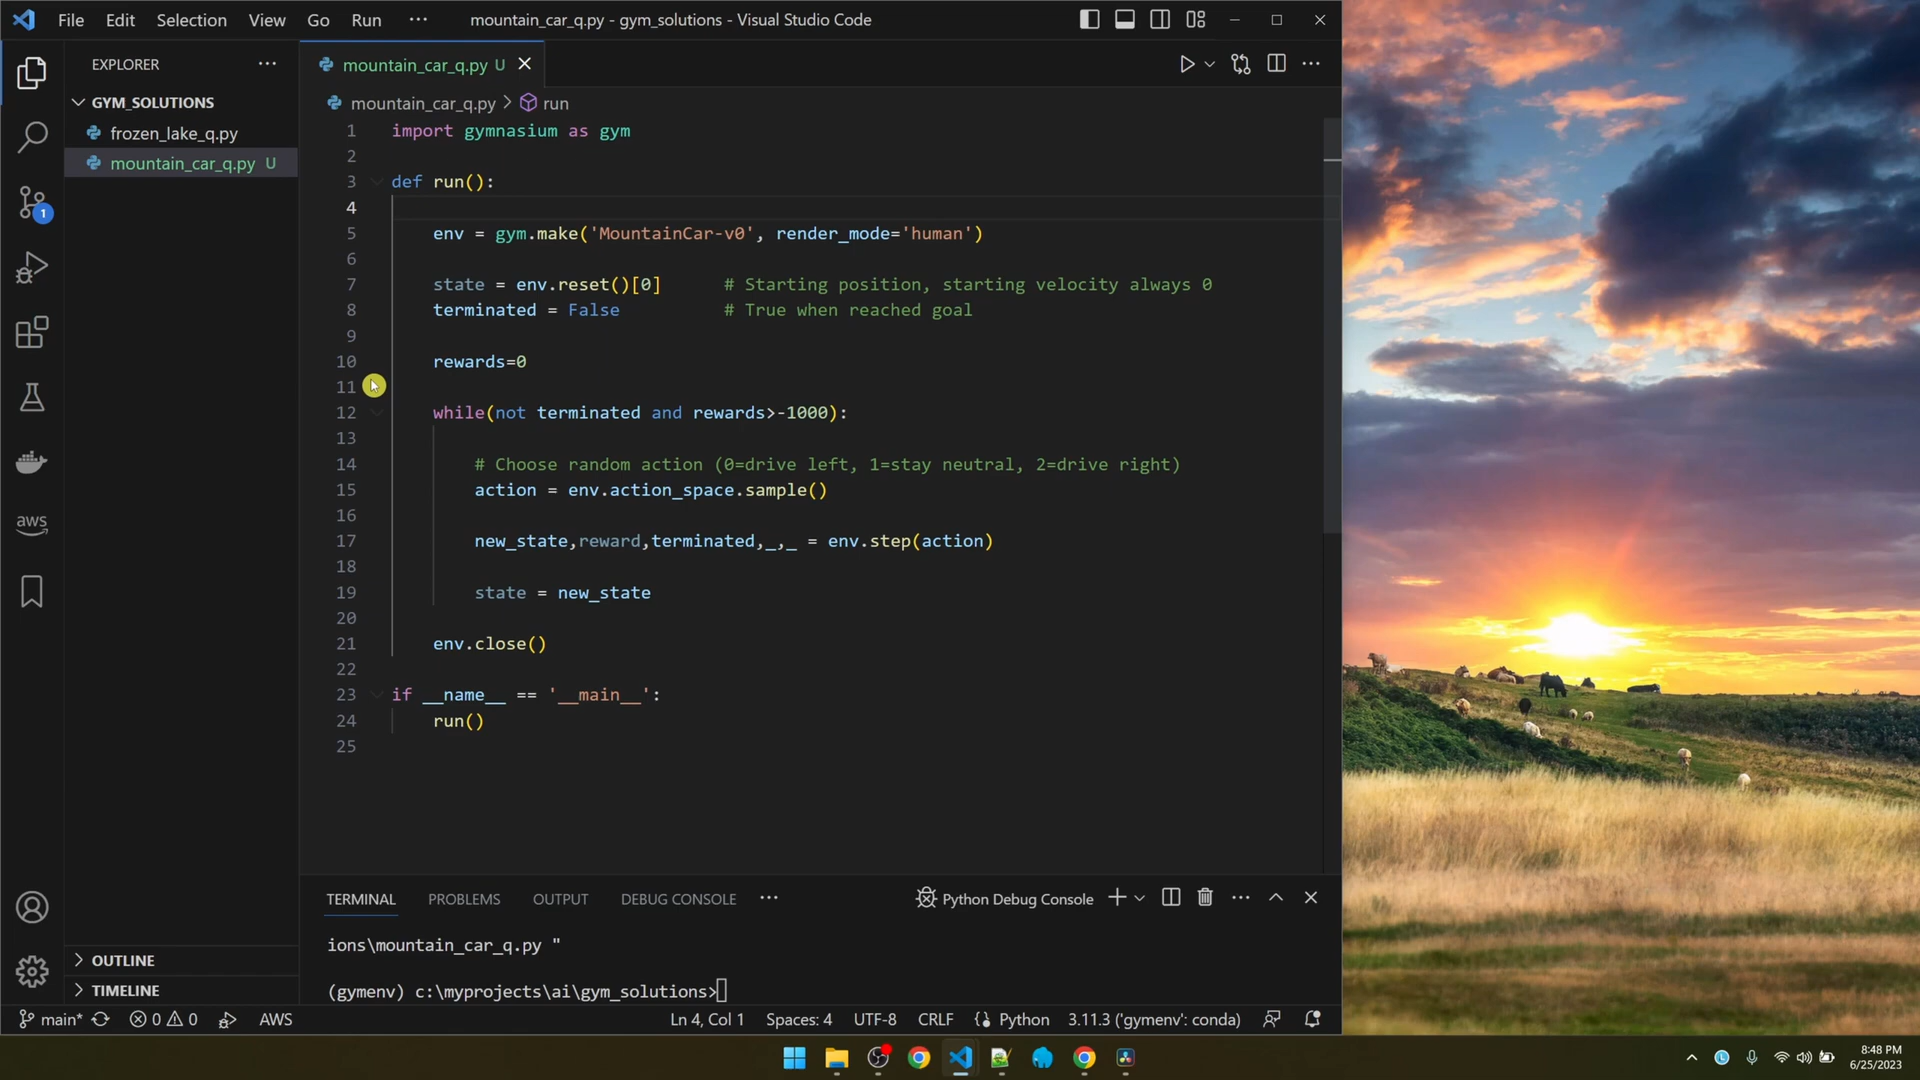 File Edit Selection View Go Run ··· mountain_car_q.py - gym_solutions - Visual Studio Code
EXPLORER ···
mountain_car_q.py U
GYM_SOLUTIONS
mountain_car_q.py > run
frozen_lake_q.py
mountain_car_q.py U
1 import gymnasium as gym
2
3 def run():
4
5 env = gym.make('MountainCar-v0', render_mode='human')
6
7 state = env.reset()[0] # Starting position, starting velocity always 0
8 terminated = False # True when reached goal
9
10 rewards=0
11
12 while(not terminated and rewards>-1000):
13
14 # Choose random action (0=drive left, 1=stay neutral, 2=drive right)
15 action = env.action_space.sample()
16
17 new_state,reward,terminated,_,_ = env.step(action)
18
19 state = new_state
20
21 env.close()
22
23 if __name__ == '__main__':
24 run()
25
1
aws
TERMINAL PROBLEMS OUTPUT DEBUG CONSOLE ··· Python Debug Console
ions\mountain_car_q.py "
(gymenv) c:\myprojects\ai\gym_solutions>
OUTLINE
TIMELINE
main* 0 0 AWS Ln 4, Col 1 Spaces: 4 UTF-8 CRLF Python 3.11.3 ('gymenv': conda)
8:48 PM
6/25/2023